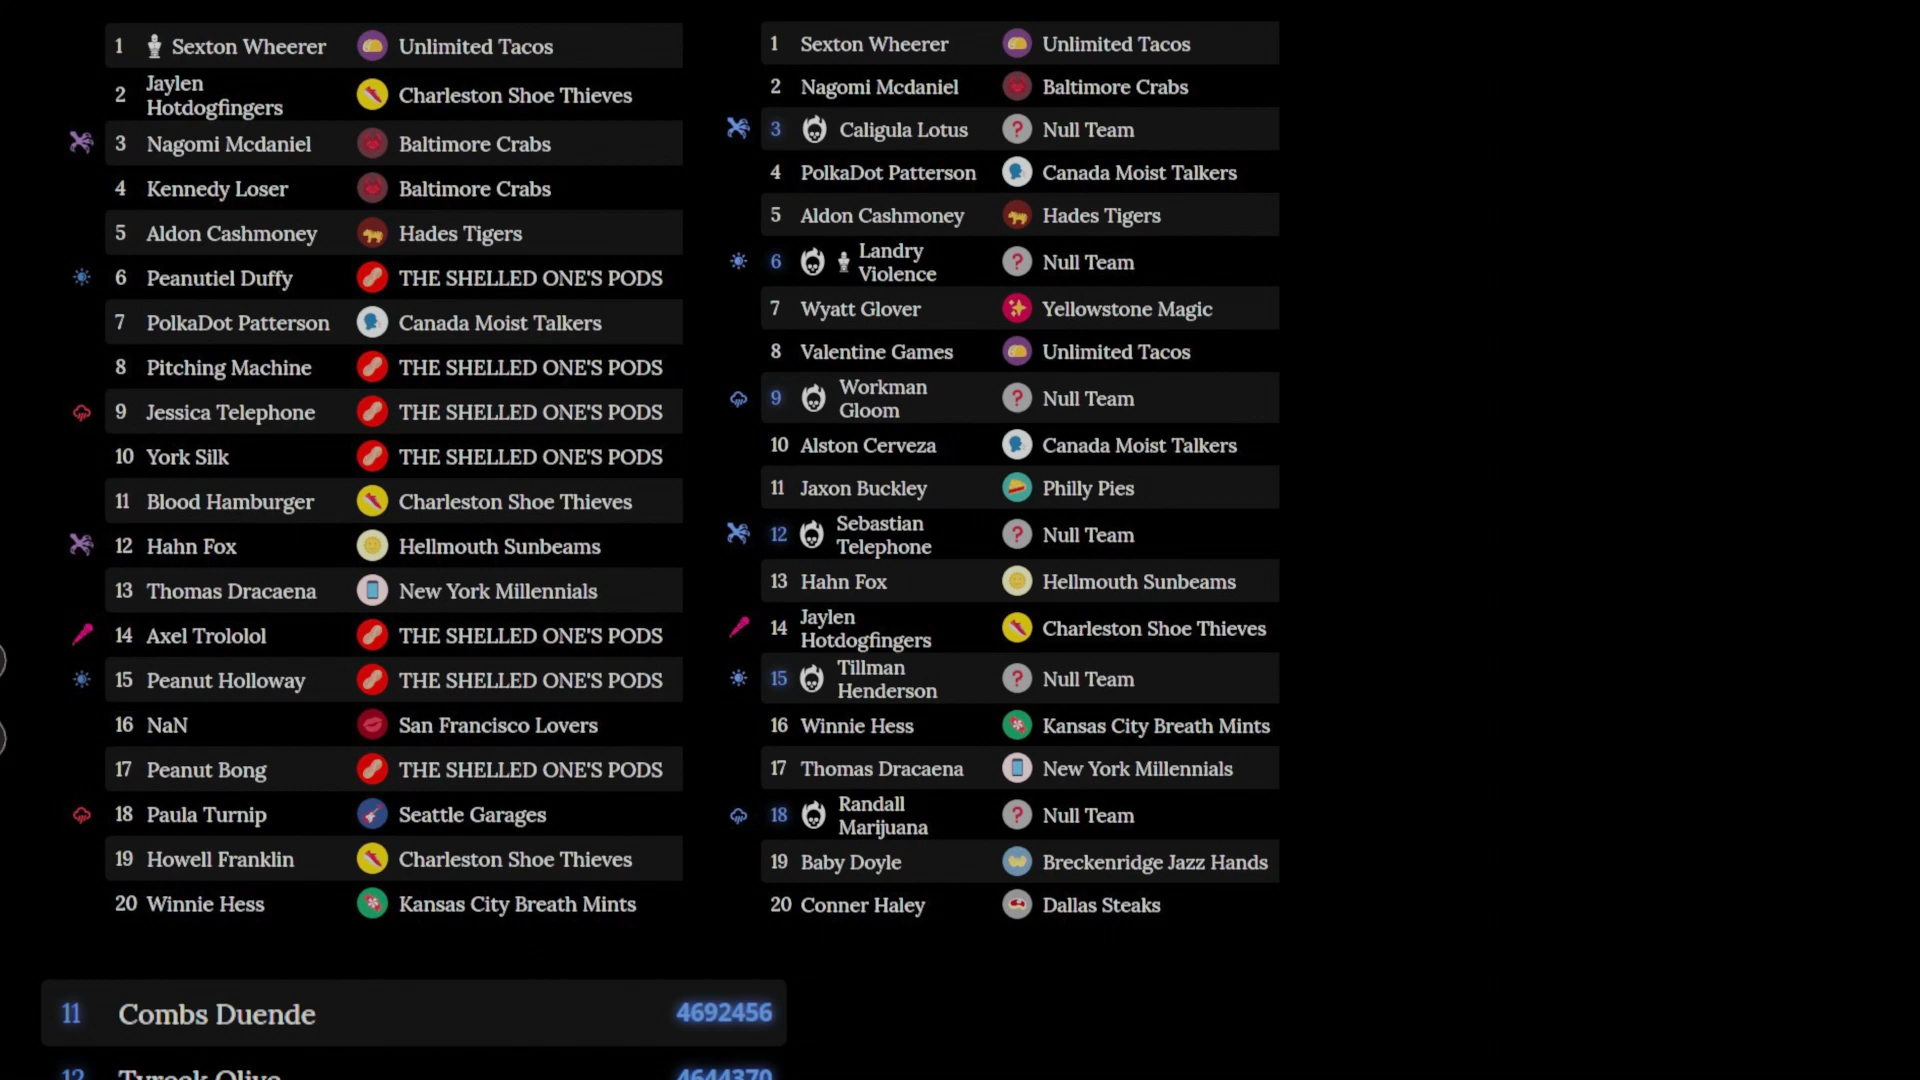 1 Sexton Wheerer Unlimited Tacos
2 Jaylen Hotdogfingers Charleston Shoe Thieves
3 Nagomi Mcdaniel Baltimore Crabs
4 Kennedy Loser Baltimore Crabs
5 Aldon Cashmoney Hades Tigers
6 Peanutiel Duffy THE SHELLED ONE'S PODS
7 PolkaDot Patterson Canada Moist Talkers
8 Pitching Machine THE SHELLED ONE'S PODS
9 Jessica Telephone THE SHELLED ONE'S PODS
10 York Silk THE SHELLED ONE'S PODS
11 Blood Hamburger Charleston Shoe Thieves
12 Hahn Fox Hellmouth Sunbeams
13 Thomas Dracaena New York Millennials
14 Axel Trololol THE SHELLED ONE'S PODS
15 Peanut Holloway THE SHELLED ONE'S PODS
16 NaN San Francisco Lovers
17 Peanut Bong THE SHELLED ONE'S PODS
18 Paula Turnip Seattle Garages
19 Howell Franklin Charleston Shoe Thieves
20 Winnie Hess Kansas City Breath Mints
1 Sexton Wheerer Unlimited Tacos
2 Nagomi Mcdaniel Baltimore Crabs
3 Caligula Lotus ? Null Team
4 PolkaDot Patterson Canada Moist Talkers
5 Aldon Cashmoney Hades Tigers
6 Landry Violence ? Null Team
7 Wyatt Glover Yellowstone Magic
8 Valentine Games Unlimited Tacos
9 Workman Gloom ? Null Team
10 Alston Cerveza Canada Moist Talkers
11 Jaxon Buckley Philly Pies
12 Sebastian Telephone ? Null Team
13 Hahn Fox Hellmouth Sunbeams
14 Jaylen Hotdogfingers Charleston Shoe Thieves
15 Tillman Henderson ? Null Team
16 Winnie Hess Kansas City Breath Mints
17 Thomas Dracaena New York Millennials
18 Randall Marijuana ? Null Team
19 Baby Doyle Breckenridge Jazz Hands
20 Conner Haley Dallas Steaks
11 Combs Duende 4692456
12 Tyreek Olive 4644370